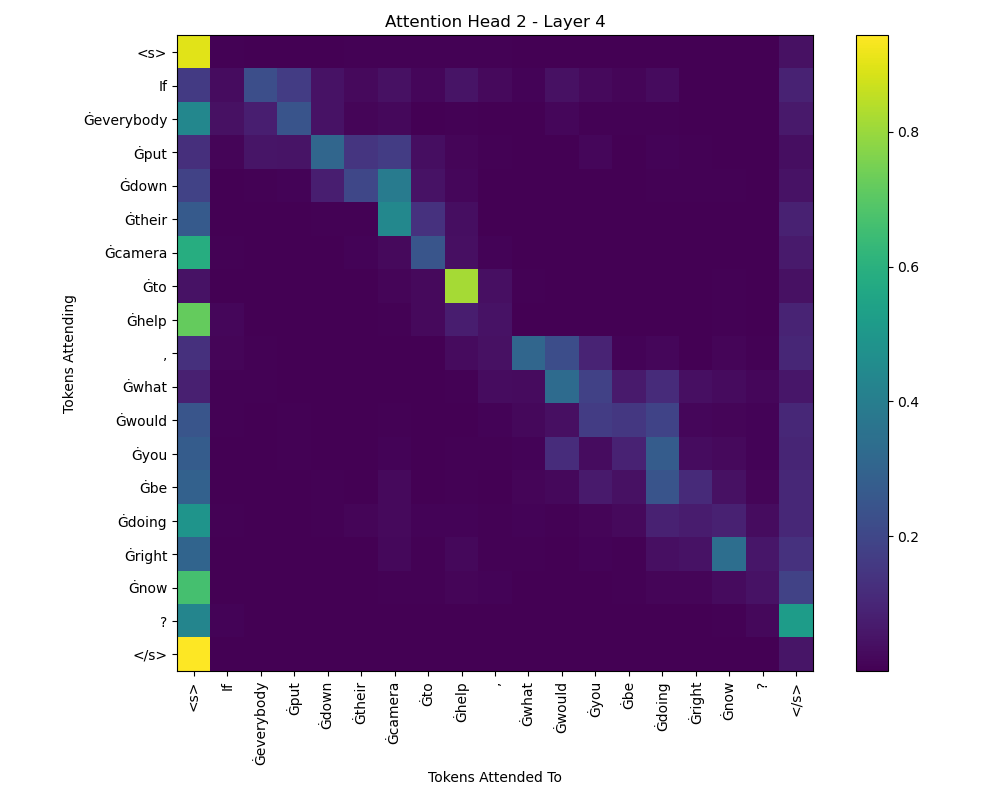 Attention Head 2 - Layer 4
Tokens Attending
<s>
If
Ġeverybody
Ġput
Ġdown
Ġtheir
Ġcamera
Ġto
Ġhelp
,
Ġwhat
Ġwould
Ġyou
Ġbe
Ġdoing
Ġright
Ġnow
?
</s>
<s>
If
Ġeverybody
Ġput
Ġdown
Ġtheir
Ġcamera
Ġto
Ġhelp
,
Ġwhat
Ġwould
Ġyou
Ġbe
Ġdoing
Ġright
Ġnow
?
</s>
Tokens Attended To
0.8
0.6
0.4
0.2